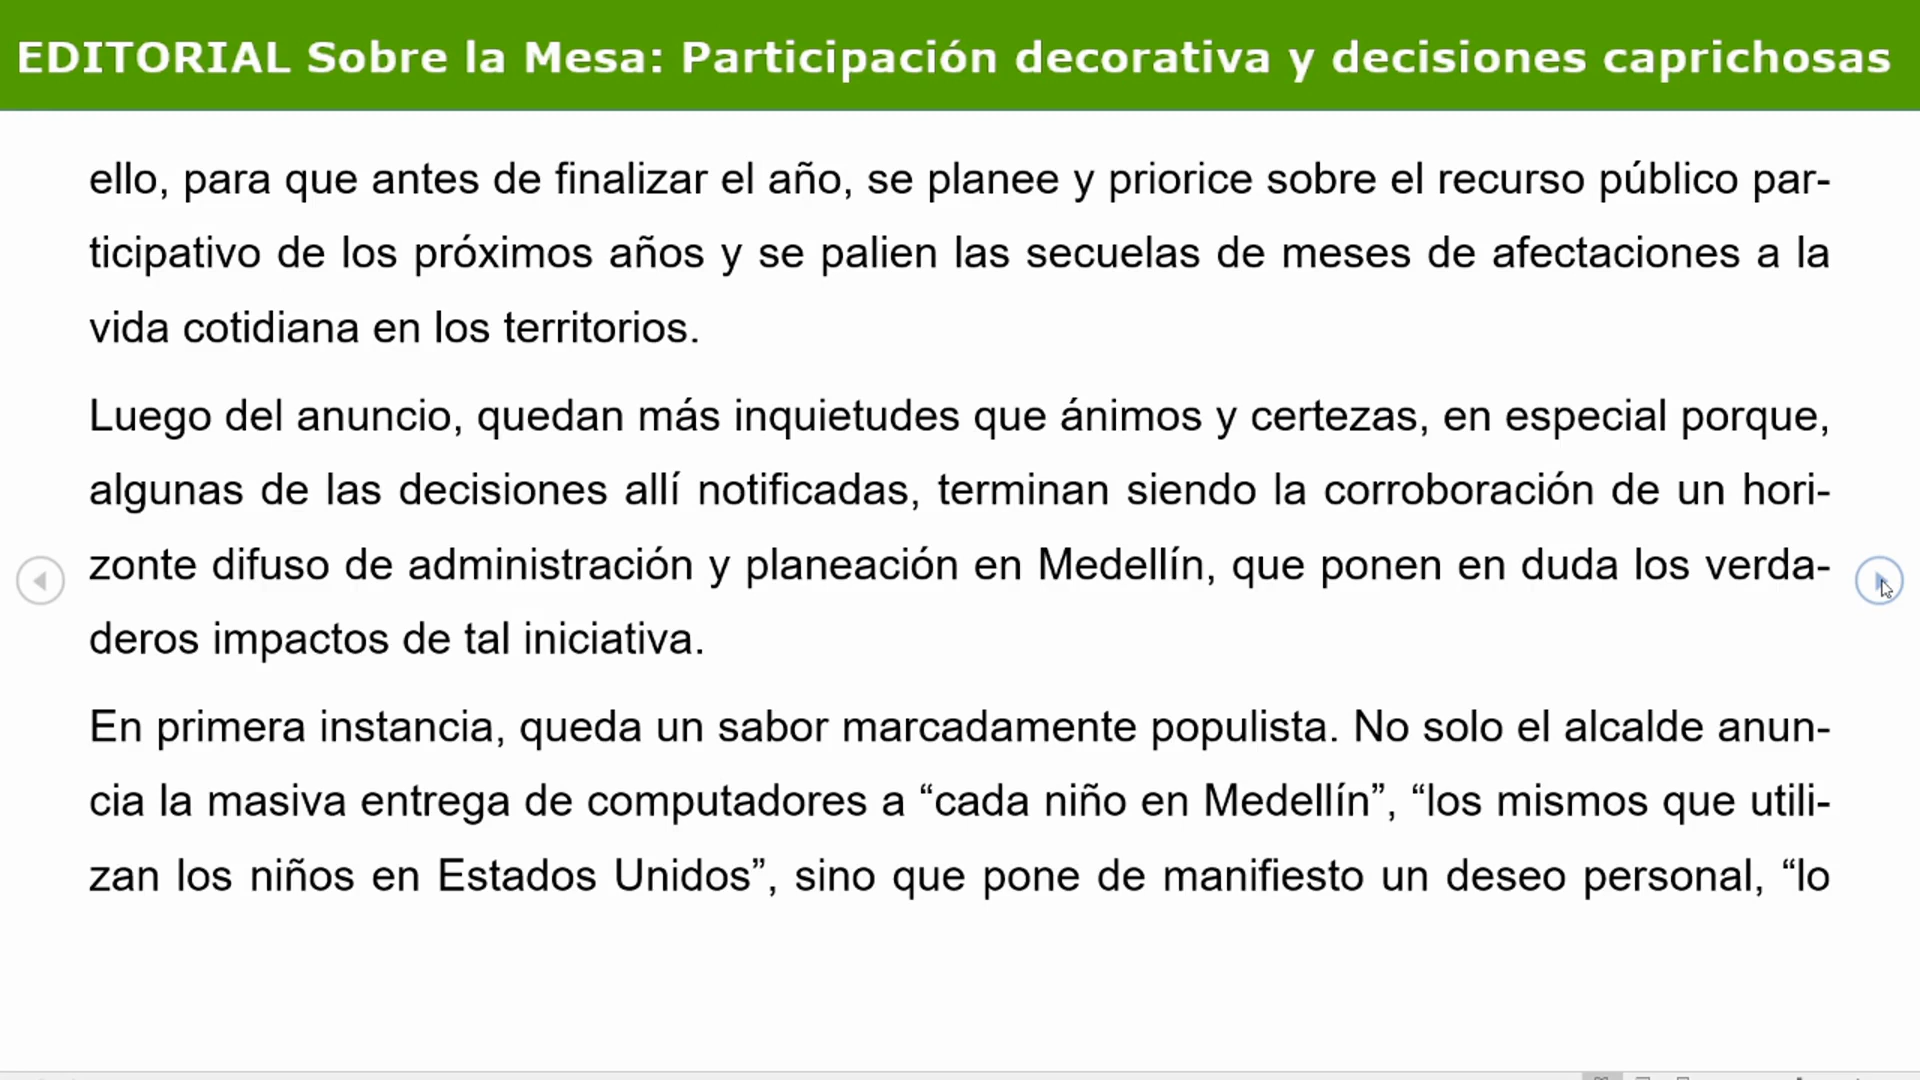 EDITORIAL Sobre la Mesa: Participación decorativa y decisiones caprichosas
ello, para que antes de finalizar el año, se planee y priorice sobre el recurso público par-
ticipativo de los próximos años y se palien las secuelas de meses de afectaciones a la
vida cotidiana en los territorios.
Luego del anuncio, quedan más inquietudes que ánimos y certezas, en especial porque,
algunas de las decisiones allí notificadas, terminan siendo la corroboración de un hori-
zonte difuso de administración y planeación en Medellín, que ponen en duda los verda-
deros impactos de tal iniciativa.
En primera instancia, queda un sabor marcadamente populista. No solo el alcalde anun-
cia la masiva entrega de computadores a “cada niño en Medellín”, “los mismos que utili-
zan los niños en Estados Unidos”, sino que pone de manifiesto un deseo personal, “lo